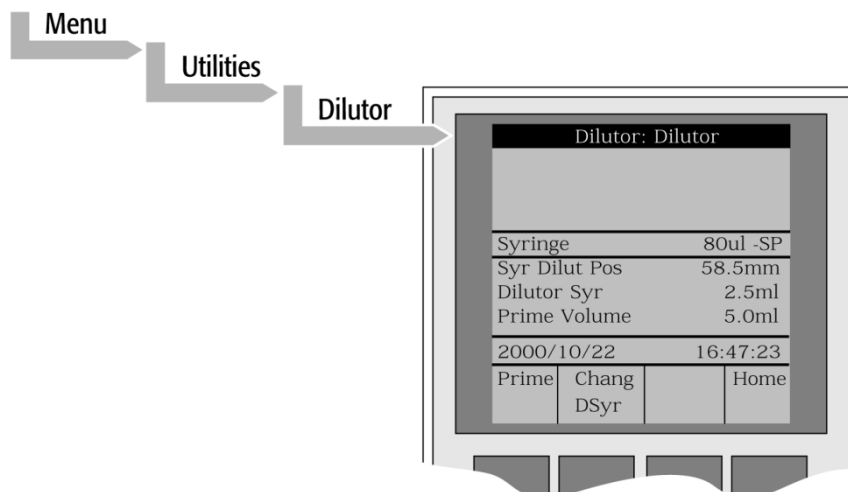 Menu
Utilities
Dilutor
Dilutor: Dilutor
Syringe 80ul -SP
Syr Dilut Pos 58.5mm
Dilutor Syr 2.5ml
Prime Volume 5.0ml
2000/10/22 16:47:23
Prime Chang Home
DSyr